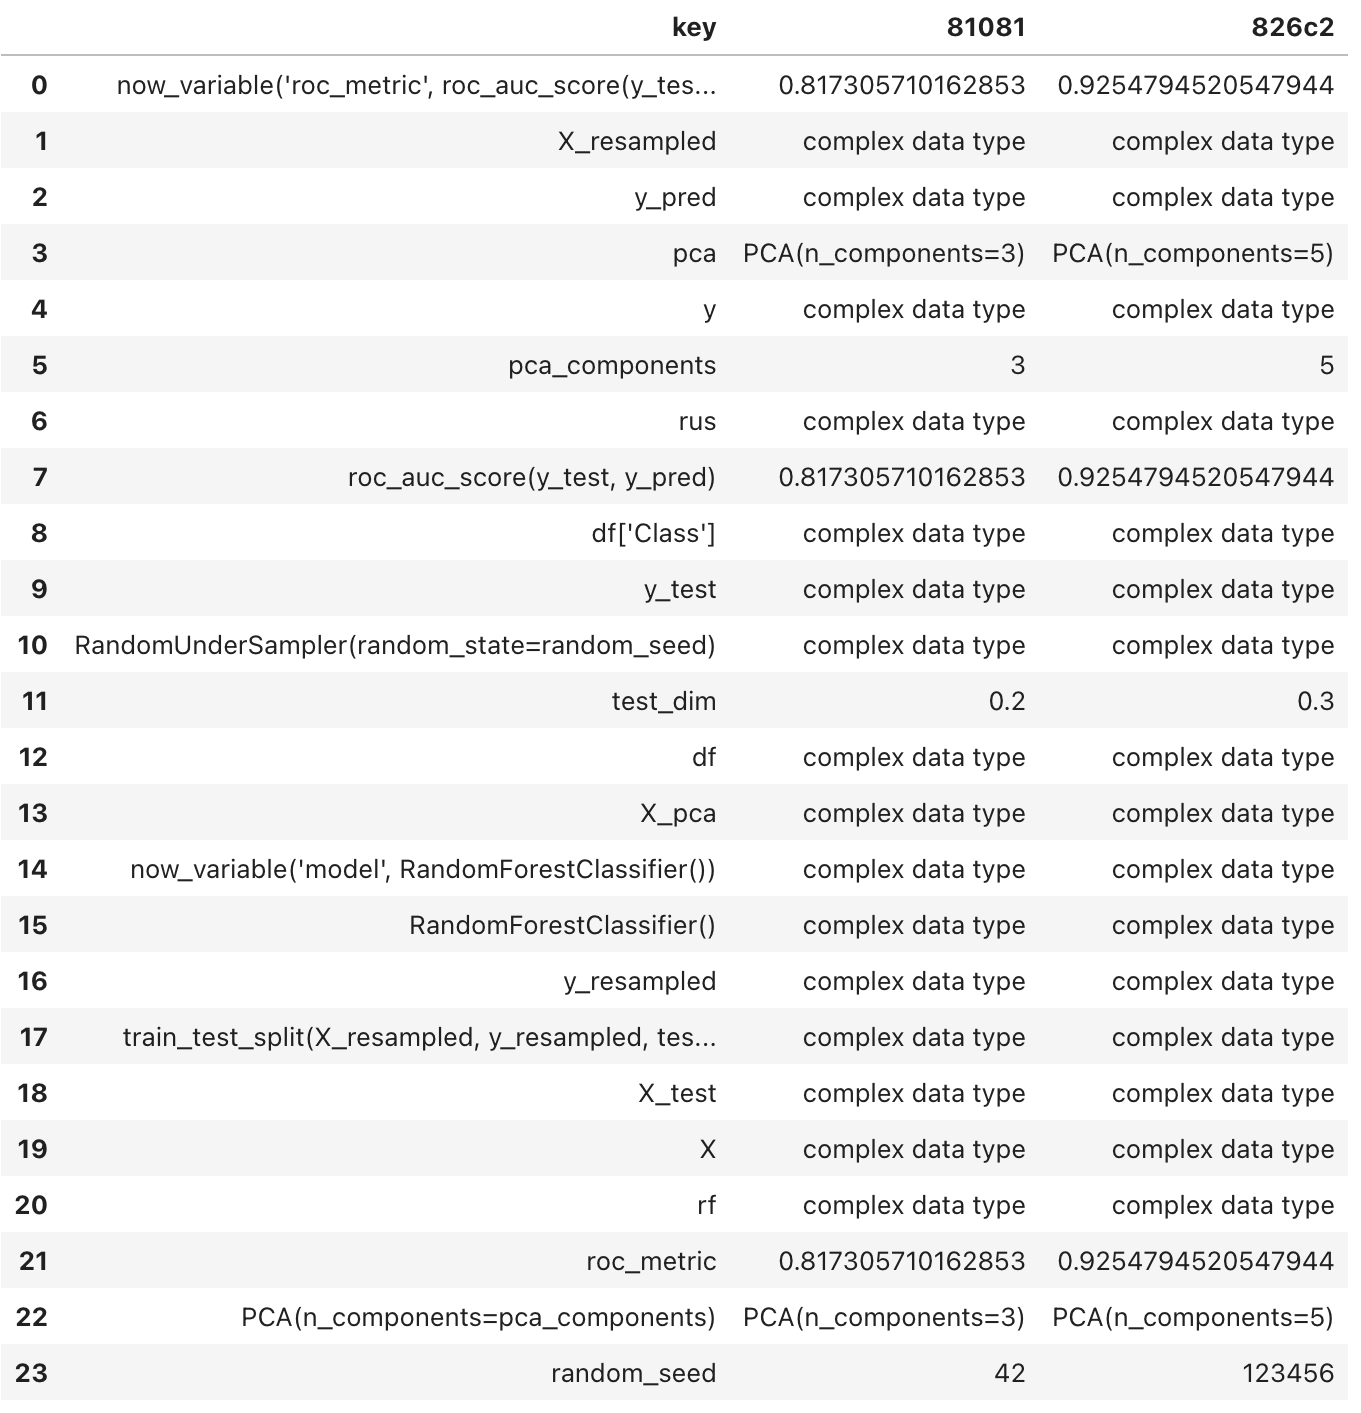 key 81081 826c2
0 now_variable('roc_metric', roc_auc_score(y_tes... 0.817305710162853 0.9254794520547944
1 X_resampled complex data type complex data type
2 y_pred complex data type complex data type
3 pca PCA(n_components=3) PCA(n_components=5)
4 y complex data type complex data type
5 pca_components 3 5
6 rus complex data type complex data type
7 roc_auc_score(y_test, y_pred) 0.817305710162853 0.9254794520547944
8 df['Class'] complex data type complex data type
9 y_test complex data type complex data type
10 RandomUnderSampler(random_state=random_seed) complex data type complex data type
11 test_dim 0.2 0.3
12 df complex data type complex data type
13 X_pca complex data type complex data type
14 now_variable('model', RandomForestClassifier()) complex data type complex data type
15 RandomForestClassifier() complex data type complex data type
16 y_resampled complex data type complex data type
17 train_test_split(X_resampled, y_resampled, tes... complex data type complex data type
18 X_test complex data type complex data type
19 X complex data type complex data type
20 rf complex data type complex data type
21 roc_metric 0.817305710162853 0.9254794520547944
22 PCA(n_components=pca_components) PCA(n_components=3) PCA(n_components=5)
23 random_seed 42 123456